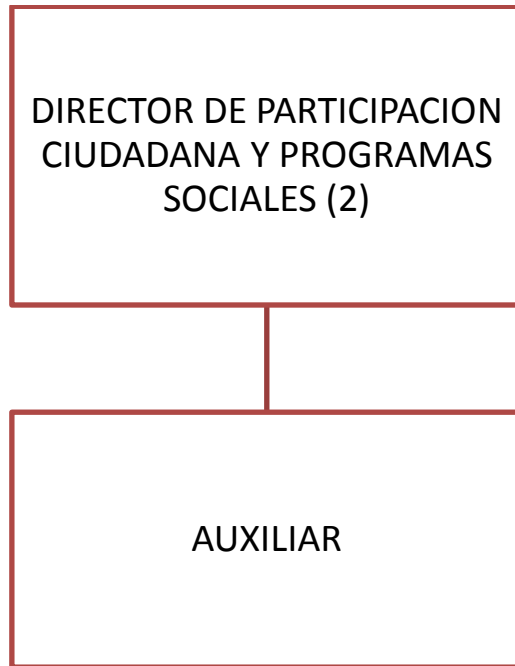 DIRECTOR DE PARTICIPACION
CIUDADANA Y PROGRAMAS
SOCIALES (2)
AUXILIAR